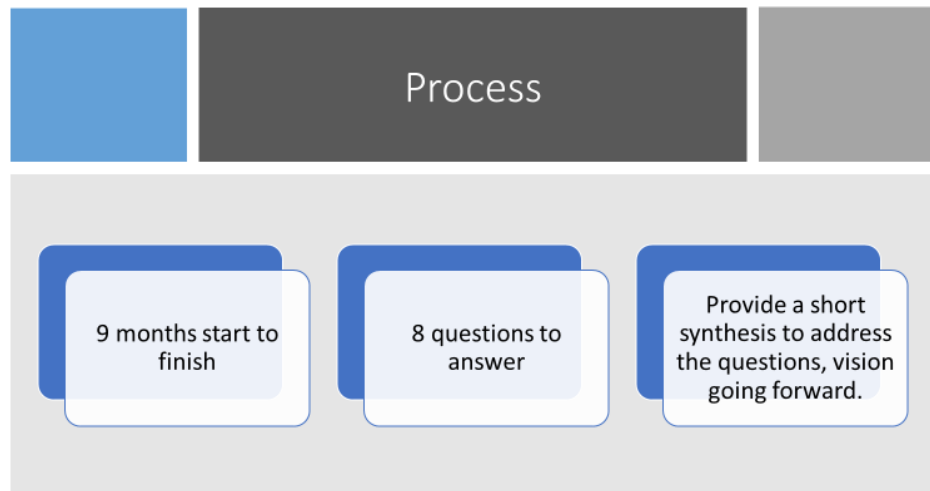 Process
9 months start to
finish
8 questions to
answer
Provide a short
synthesis to address
the questions, vision
going forward.